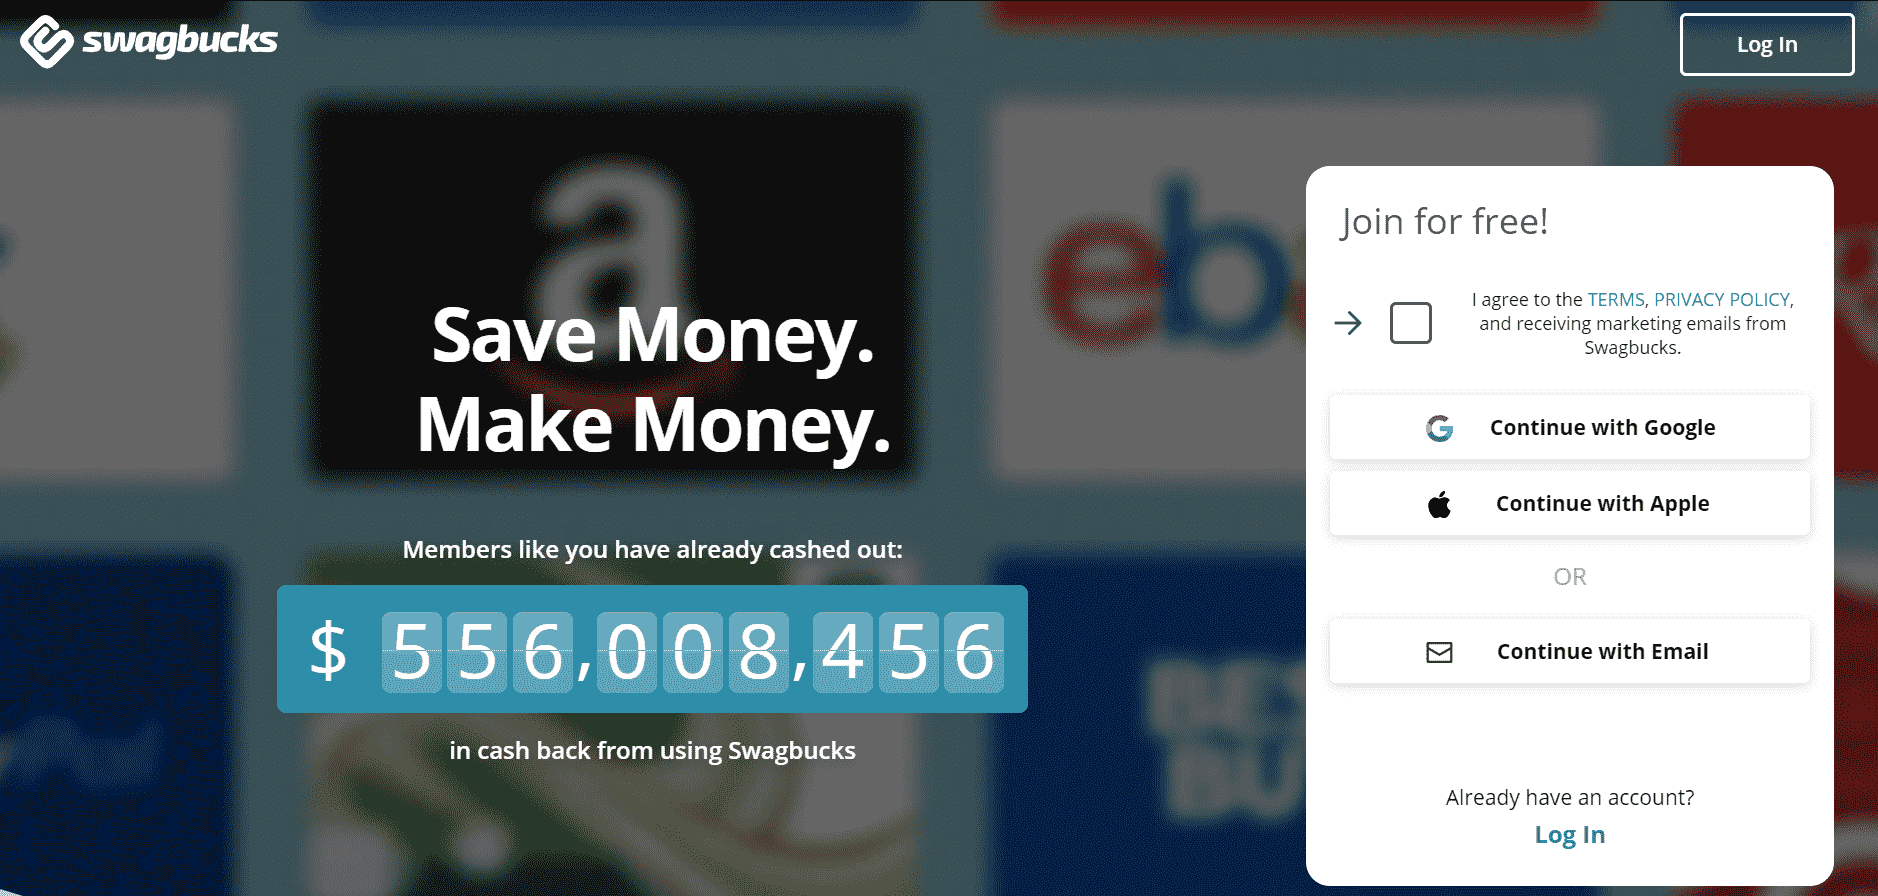 swagbucks
Log In
a
eb
Save Money.
Make Money.
Members like you have already cashed out:
$ 556,008,456
in cash back from using Swagbucks
BU
Join for free!
I agree to the TERMS, PRIVACY POLICY,
and receiving marketing emails from
Swagbucks.
Continue with Google
Continue with Apple
OR
Continue with Email
Already have an account?
Log In